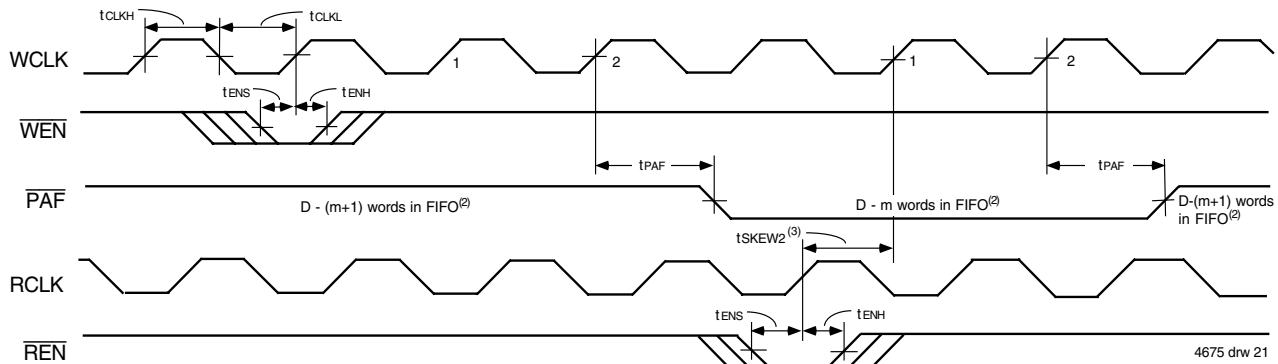 tCLKH tCLKL
WCLK 1 2 1 2
tENS tENH
WEN
tPAF tPAF
PAF D - (m+1) words in FIFO(2) D - m words in FIFO(2) D-(m+1) words
in FIFO(2)
tSKEW2(3)
RCLK
tENS tENH
REN
4675 drw 21